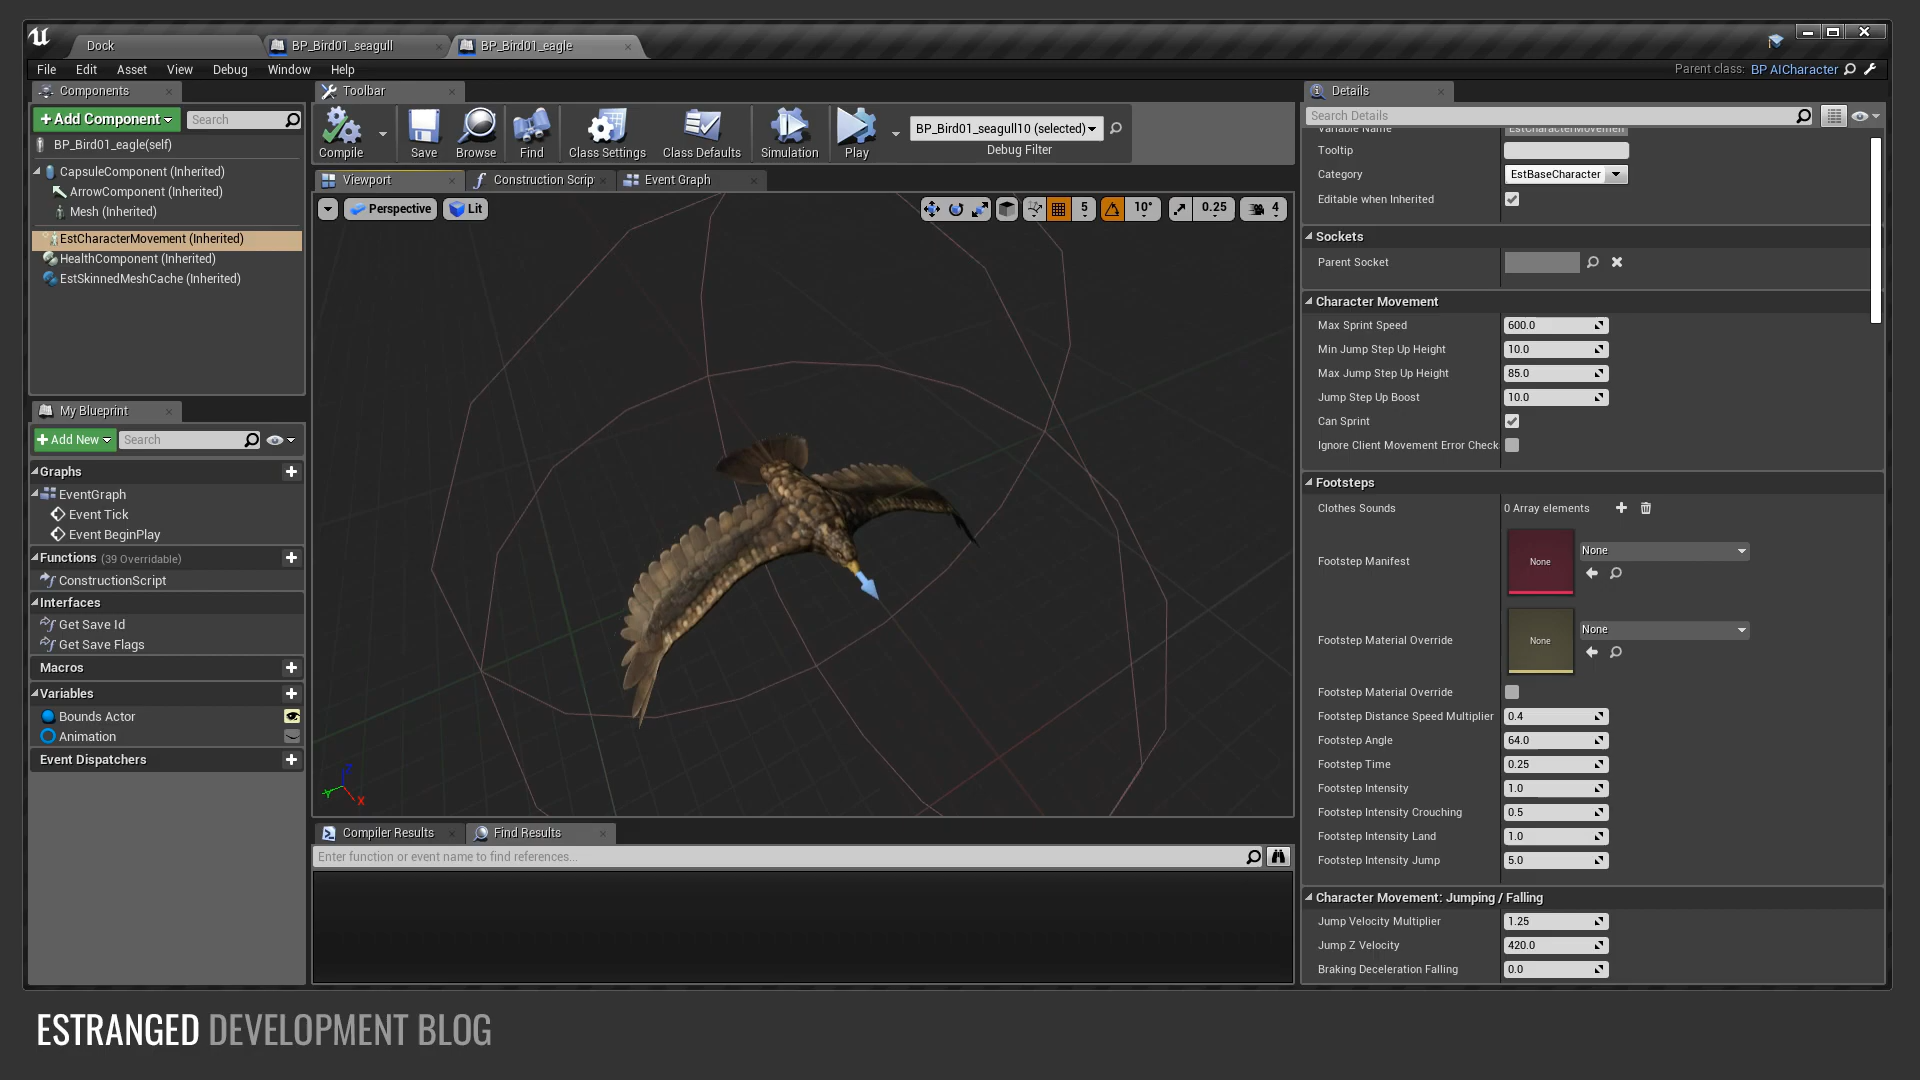 Dock
BP_Bird01_seagull
BP_Bird01_eagle
File Edit Asset View Debug Window Help
Parent class: BP AICharacter
Components
Add Component
Search
BP_Bird01_eagle(self)
CapsuleComponent (Inherited)
ArrowComponent (Inherited)
Mesh (Inherited)
EstCharacterMovement (Inherited)
HealthComponent (Inherited)
EstSkinnedMeshCache (Inherited)
My Blueprint
Add New
Search
Graphs
EventGraph
Event Tick
Event BeginPlay
Functions (39 Overridable)
ConstructionScript
Interfaces
Get Save Id
Get Save Flags
Macros
Variables
Bounds Actor
Animation
Event Dispatchers
Toolbar
Compile
Save
Browse
Find
Class Settings
Class Defaults
Simulation
Play
BP_Bird01_seagull10 (selected)
Debug Filter
Viewport
Construction Scrip
Event Graph
Perspective
Lit
5
10°
0.25
4
Z
X
Compiler Results
Find Results
Enter function or event name to find references...
Details
Search Details
Variable Name EstCharacterMovemen
Tooltip
Category EstBaseCharacter
Editable when Inherited
Sockets
Parent Socket
Character Movement
Max Sprint Speed 600.0
Min Jump Step Up Height 10.0
Max Jump Step Up Height 85.0
Jump Step Up Boost 10.0
Can Sprint
Ignore Client Movement Error Check
Footsteps
Clothes Sounds 0 Array elements
Footstep Manifest None None
Footstep Material Override None None
Footstep Material Override
Footstep Distance Speed Multiplier 0.4
Footstep Angle 64.0
Footstep Time 0.25
Footstep Intensity 1.0
Footstep Intensity Crouching 0.5
Footstep Intensity Land 1.0
Footstep Intensity Jump 5.0
Character Movement: Jumping / Falling
Jump Velocity Multiplier 1.25
Jump Z Velocity 420.0
Braking Deceleration Falling 0.0
ESTRANGED DEVELOPMENT BLOG